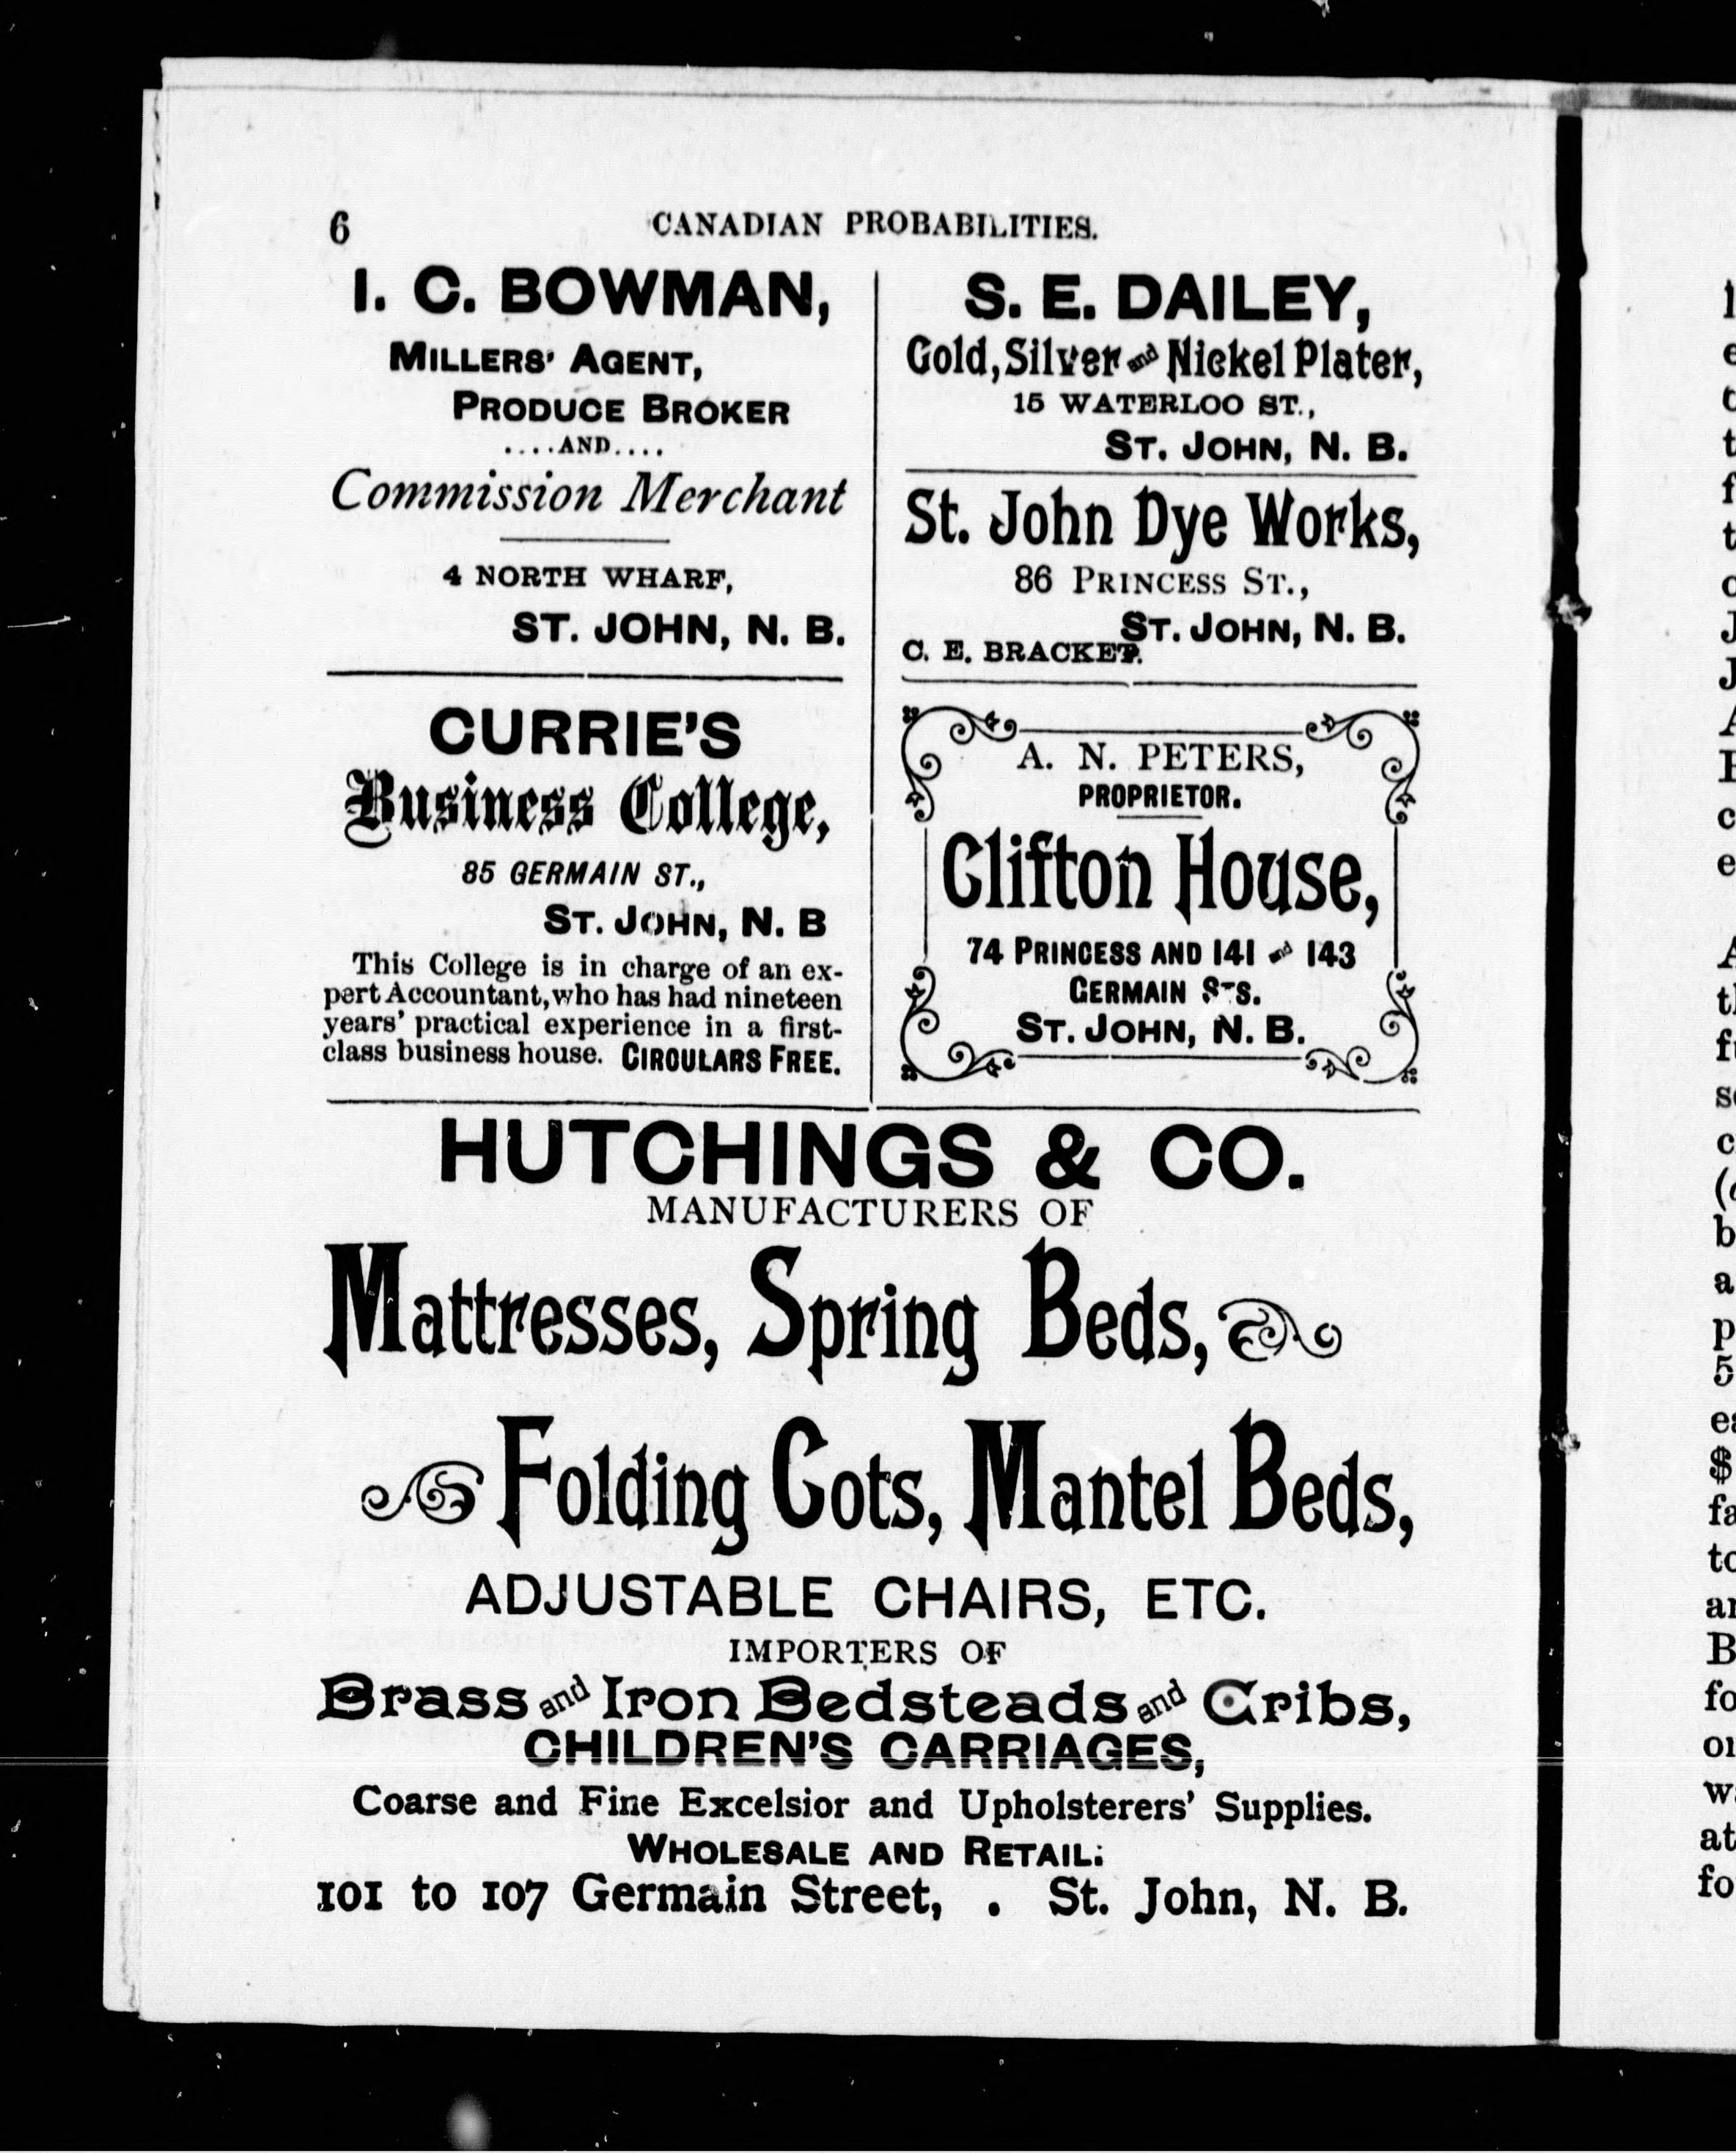 6 CANADIAN PROBABILITIES.
I. C. BOWMAN,
MILLERS' AGENT,
PRODUCE BROKER
....AND....
Commission Merchant
4 NORTH WHARF,
ST. JOHN, N. B.
CURRIE'S
Business College,
85 GERMAIN ST.,
ST. JOHN, N. B
This College is in charge of an ex-
pert Accountant, who has had nineteen
years' practical experience in a first-
class business house. CIRCULARS FREE.
S. E. DAILEY,
Gold, Silver and Nickel Plater,
15 WATERLOO ST.,
ST. JOHN, N. B.
St. John Dye Works,
86 PRINCESS ST.,
ST. JOHN, N. B.
C. E. BRACKET.
A. N. PETERS,
PROPRIETOR.
Clifton House,
74 PRINCESS AND 141 and 143
GERMAIN STS.
ST. JOHN, N. B.
HUTCHINGS & CO.
MANUFACTURERS OF
Mattresses, Spring Beds,
Folding Cots, Mantel Beds,
ADJUSTABLE CHAIRS, ETC.
IMPORTERS OF
Brass and Iron Bedsteads and Cribs,
CHILDREN'S CARRIAGES,
Coarse and Fine Excelsior and Upholsterers' Supplies.
WHOLESALE AND RETAIL:
101 to 107 Germain Street, . St. John, N. B.